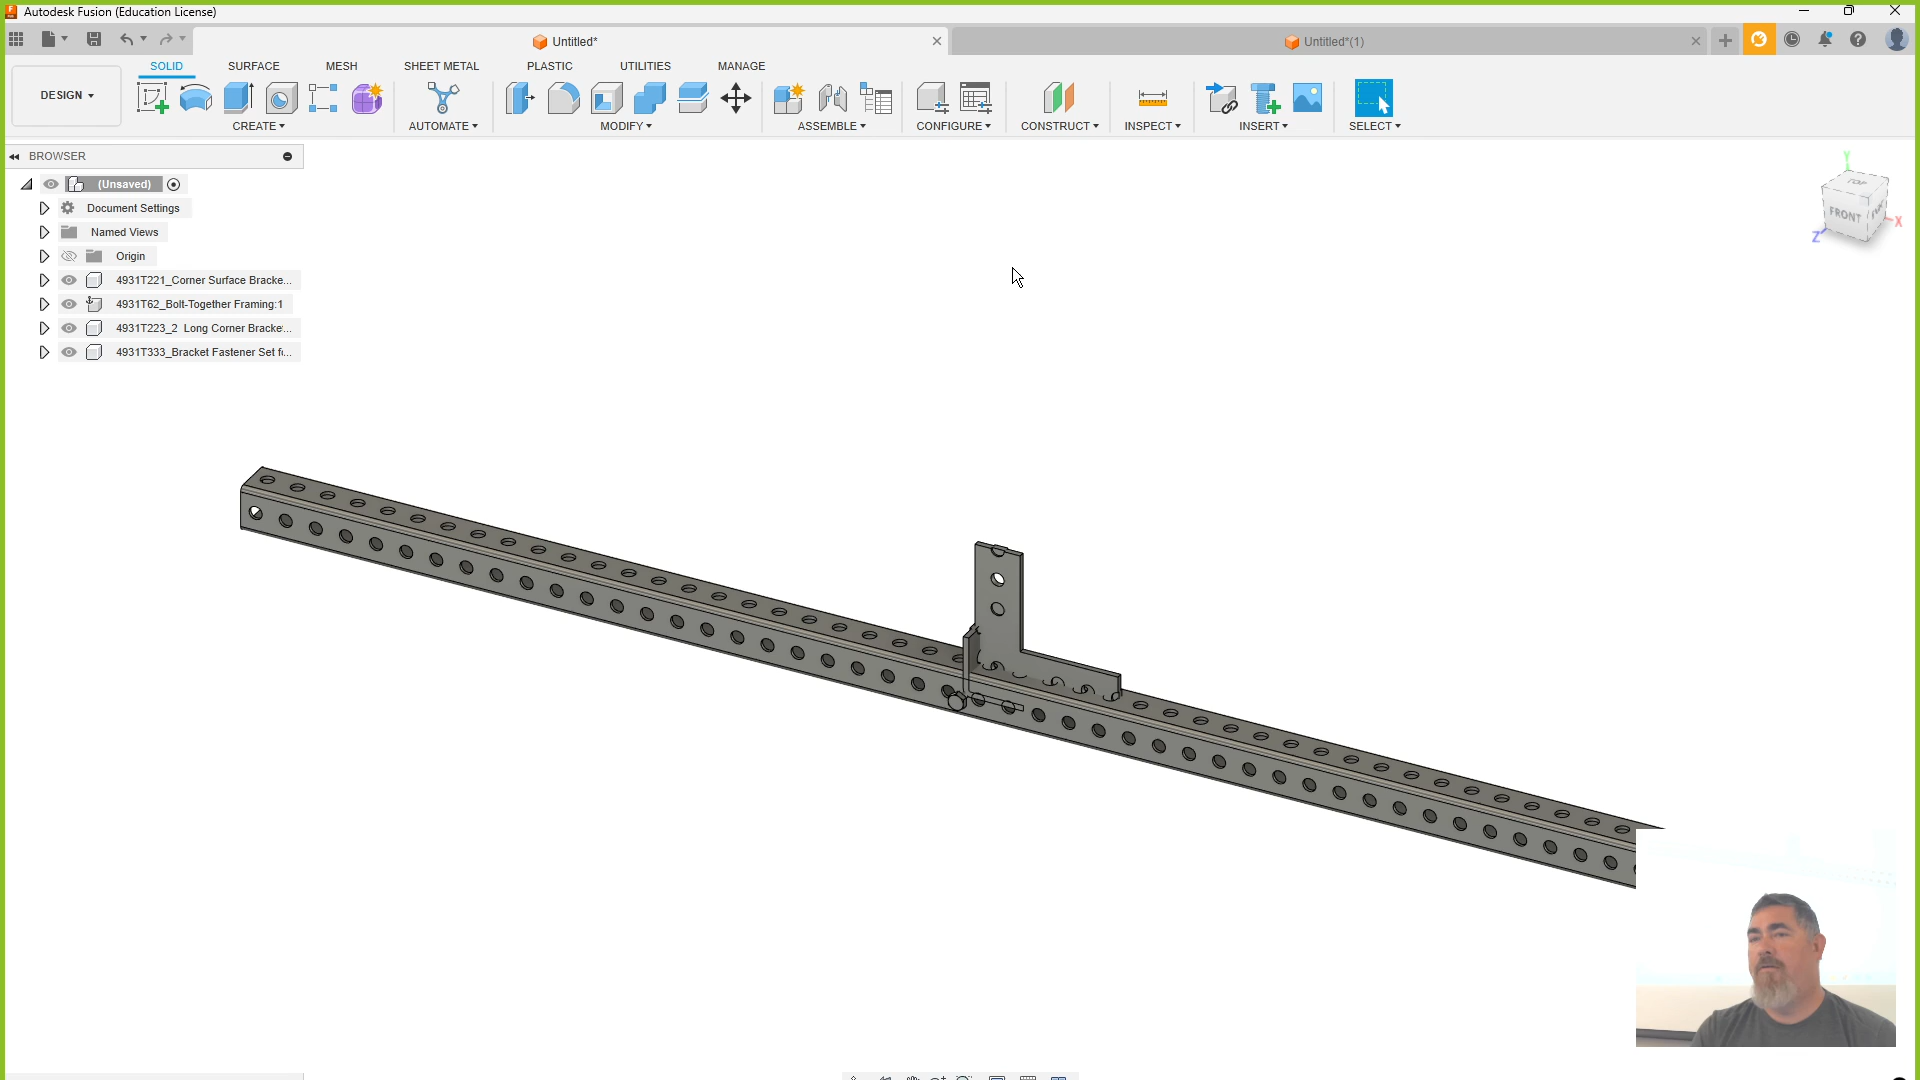 Autodesk Fusion (Education License)
Untitled*
Untitled*(1)
SOLID SURFACE MESH SHEET METAL PLASTIC UTILITIES MANAGE
DESIGN
CREATE AUTOMATE MODIFY ASSEMBLE CONFIGURE CONSTRUCT INSPECT INSERT SELECT
BROWSER
(Unsaved)
Document Settings
Named Views
Origin
4931T221_Corner Surface Bracke...
4931T62_Bolt-Together Framing:1
4931T223_2 Long Corner Bracke...
4931T333_Bracket Fastener Set f...
Y
TOP
FRONT
X
Z